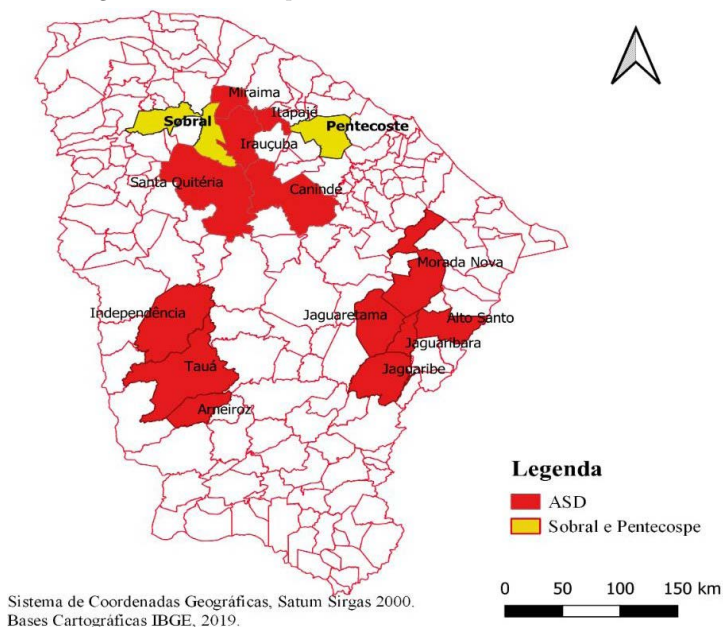 Miraima
Itapajé
Sobral
Pentecoste
Irauçuba
Santa Quitéria
Canindé
Morada Nova
Independência
Jaguaretama
Alto Santo
Jaguaribara
Tauá
Jaguaribe
Arneiroz
Legenda
ASD
Sobral e Pentecospe
0 50 100 150 km
Sistema de Coordenadas Geográficas, Satum Sirgas 2000.
Bases Cartográficas IBGE, 2019.